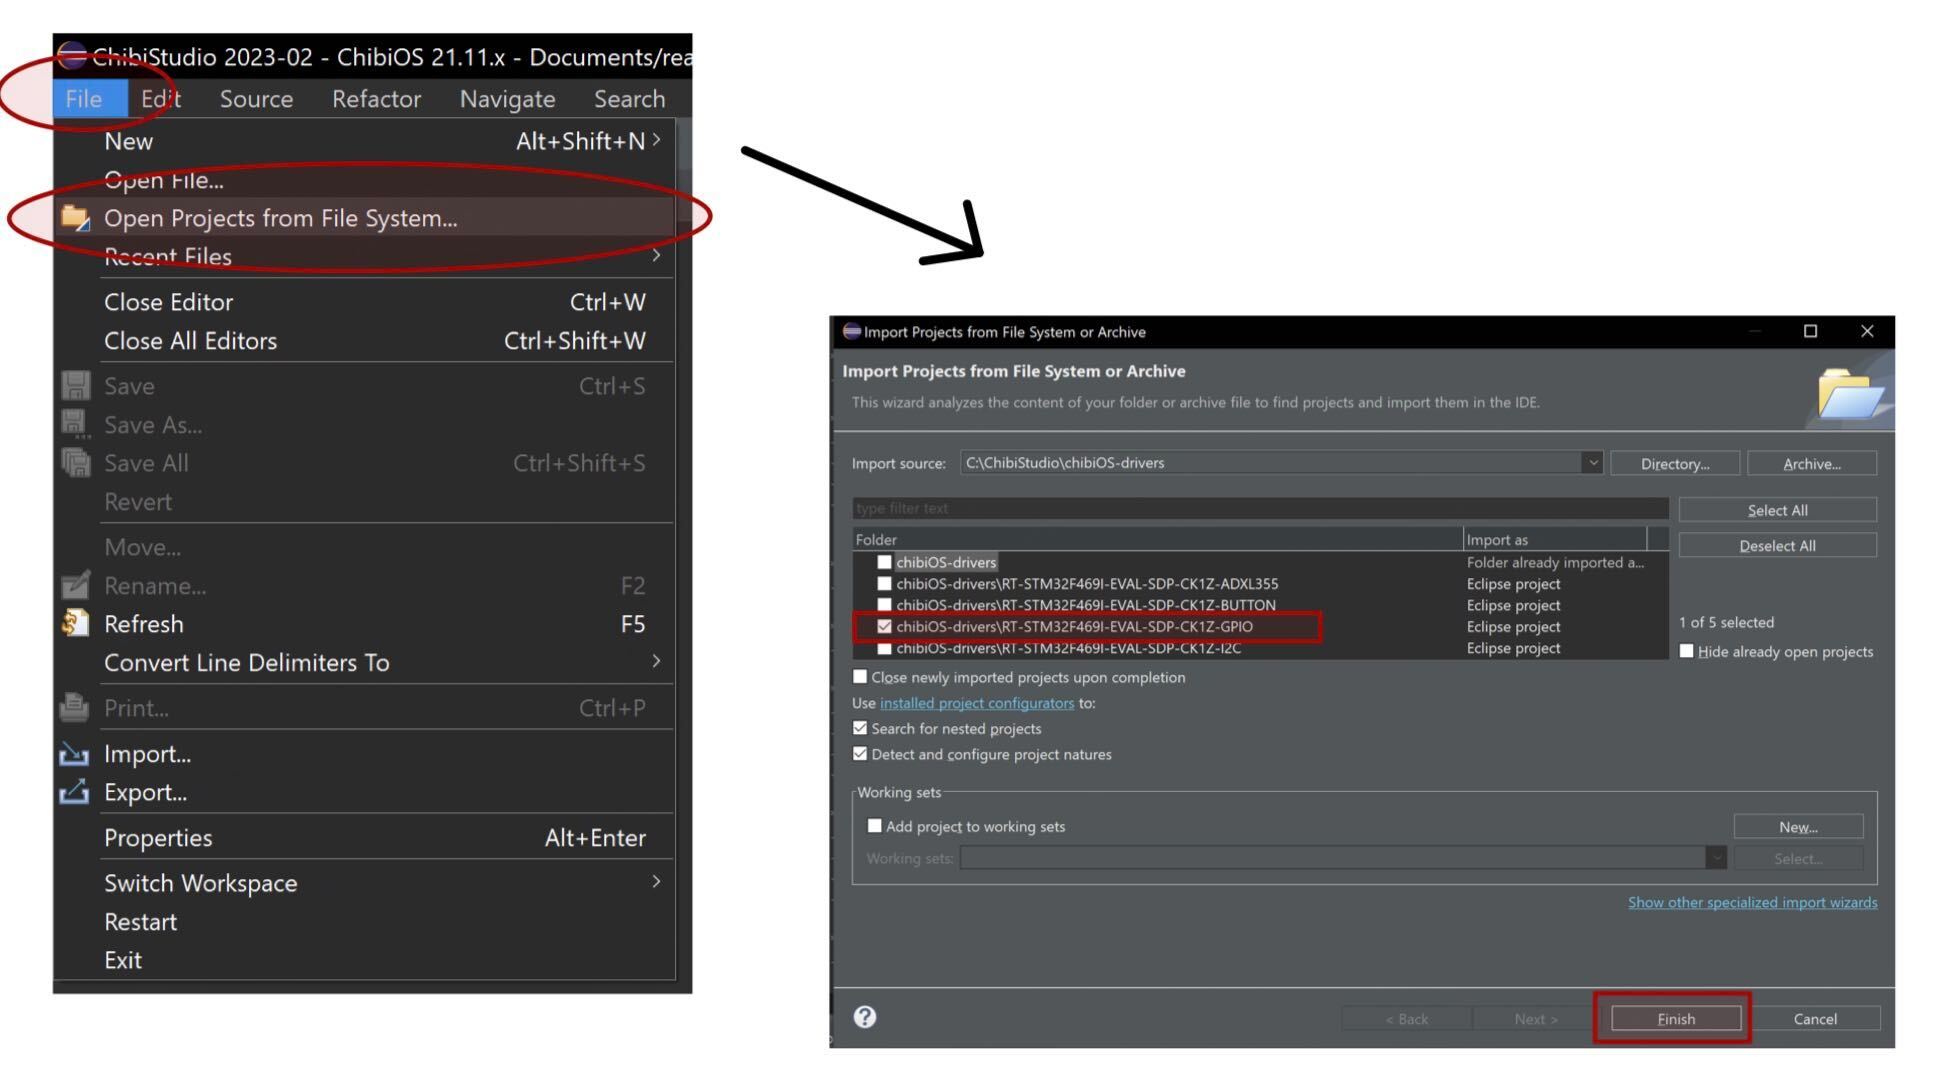 ChibiStudio 2023-02 - ChibiOS 21.11.x - Documents/rea
File Edit Source Refactor Navigate Search
New Alt+Shift+N
Open File...
Open Projects from File System...
Recent Files
Close Editor Ctrl+W
Close All Editors Ctrl+Shift+W
Save Ctrl+S
Save As...
Save All Ctrl+Shift+S
Revert
Move...
Rename... F2
Refresh F5
Convert Line Delimiters To
Print... Ctrl+P
Import...
Export...
Properties Alt+Enter
Switch Workspace
Restart
Exit
Import Projects from File System or Archive
Import Projects from File System or Archive
This wizard analyzes the content of your folder or archive file to find projects and import them in the IDE.
Import source: C:\ChibiStudio\chibiOS-drivers Directory... Archive...
type filter text Select All
Folder Import as Deselect All
chibiOS-drivers Folder already imported a...
chibiOS-drivers\RT-STM32F469I-EVAL-SDP-CK1Z-ADXL355 Eclipse project
chibiOS-drivers\RT-STM32F469I-EVAL-SDP-CK1Z-BUTTON Eclipse project
chibiOS-drivers\RT-STM32F469I-EVAL-SDP-CK1Z-GPIO Eclipse project
chibiOS-drivers\RT-STM32F469I-EVAL-SDP-CK1Z-I2C Eclipse project
1 of 5 selected
Hide already open projects
Close newly imported projects upon completion
Use installed project configurators to:
Search for nested projects
Detect and configure project natures
Working sets
Add project to working sets New...
Working sets: Select...
Show other specialized import wizards
? < Back Next > Finish Cancel